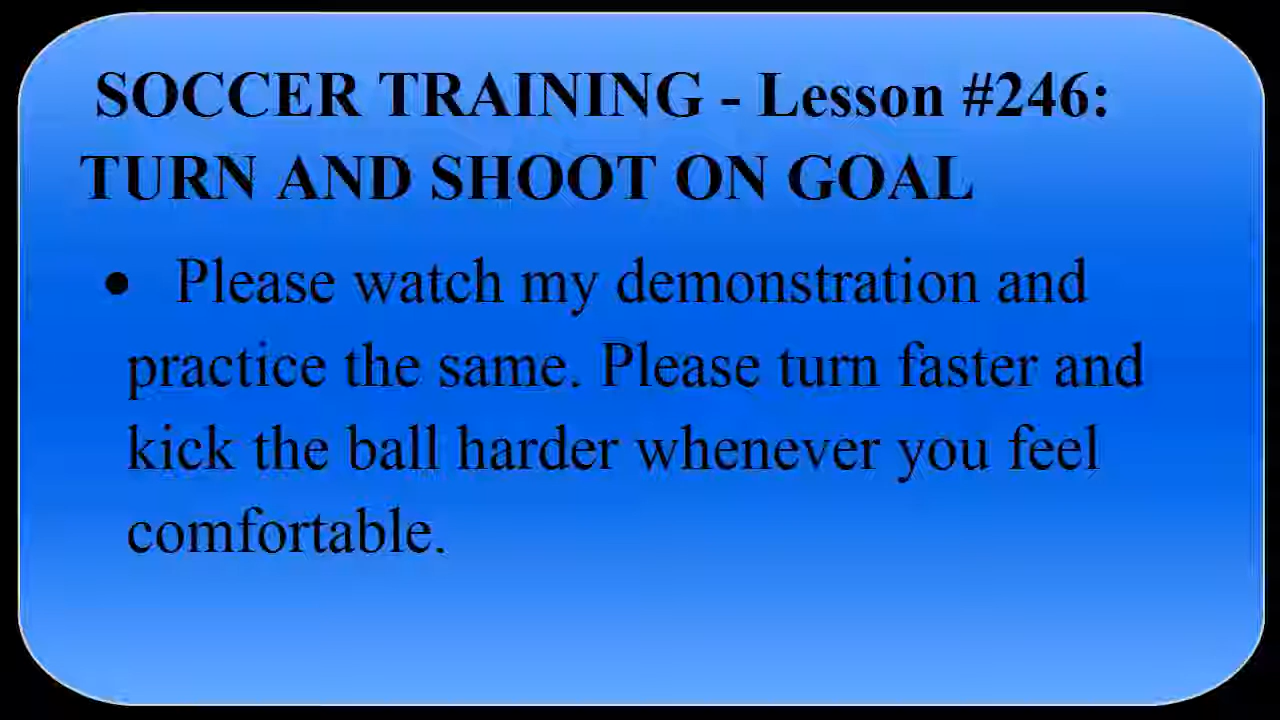 SOCCER TRAINING - Lesson #246:
TURN AND SHOOT ON GOAL
• Please watch my demonstration and
practice the same. Please turn faster and
kick the ball harder whenever you feel
comfortable.